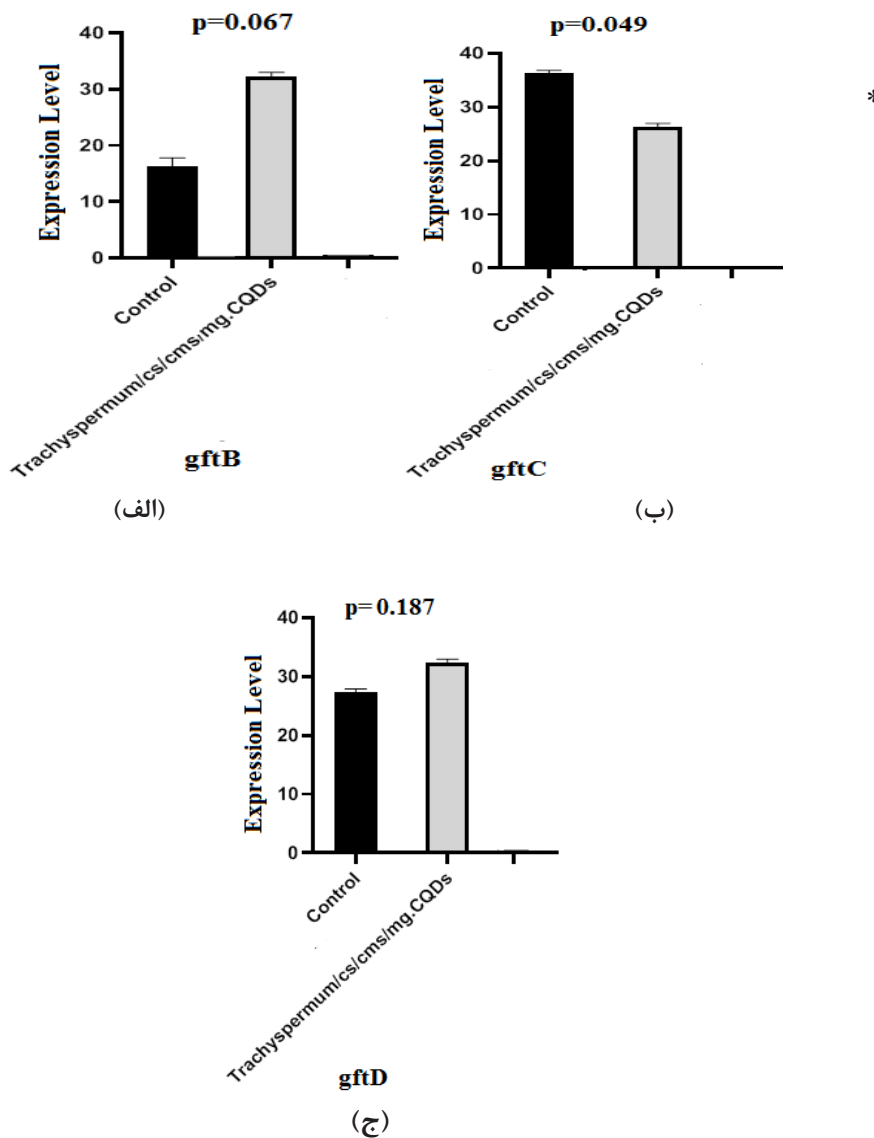 p=0.067
Expression Level
40
30
20
10
0
Control
Trachyspermum/cs/cms/mg.CQDs
gftB
(الف)
p=0.049
*
Expression Level
40
30
20
10
0
Control
Trachyspermum/cs/cms/mg.CQDs
gftC
(ب)
p=0.187
Expression Level
40
30
20
10
0
Control
Trachyspermum/cs/cms/mg.CQDs
gftD
(ج)